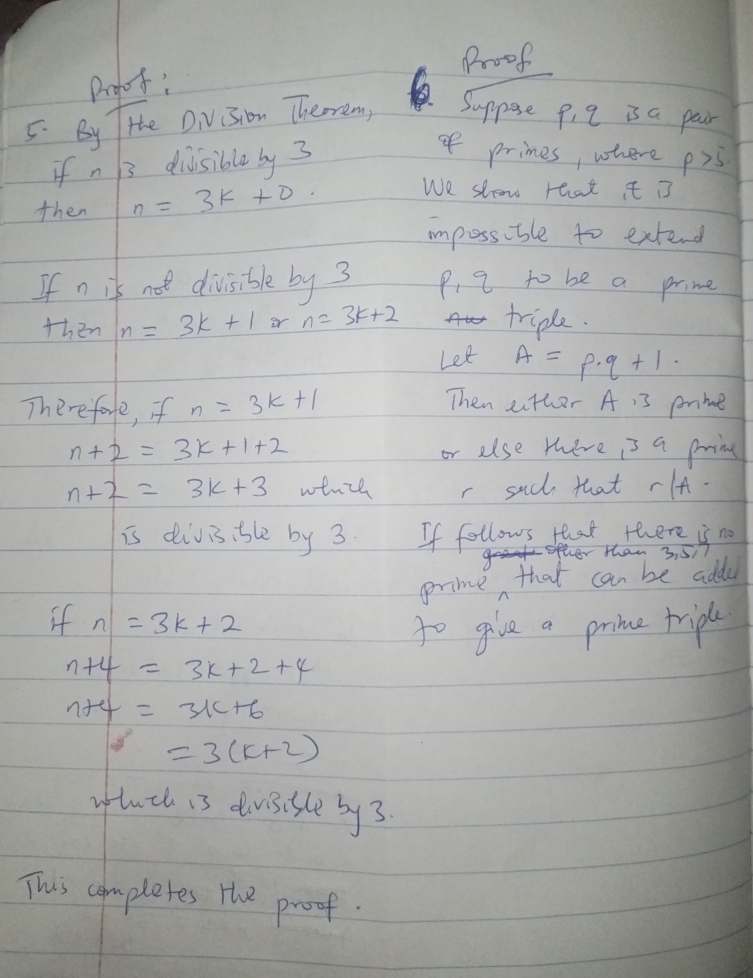 Proof:
5. By the Division Theorem,
if n is divisible by 3
then n = 3K + 0.
If n is not divisible by 3
then n = 3K + 1 or n = 3K + 2
Therefore, if n = 3K + 1
n+2 = 3K + 1 + 2
n+2 = 3K + 3 which
is divisible by 3.
if n = 3K + 2
n+4 = 3K + 2 + 4
n+4 = 3K + 6
= 3(K+2)
which is divisible by 3.
This completes the proof.
Proof
6. Suppose p, q is a pair
of primes, where p > 5.
We show that it is
impossible to extend
p, q to be a prime
triple.
Let A = p.q + 1.
Then either A is prime
or else there is a prime
r such that r|A.
If follows that there is no
other than 3,5,7
prime ^ that can be added
to give a prime triple.